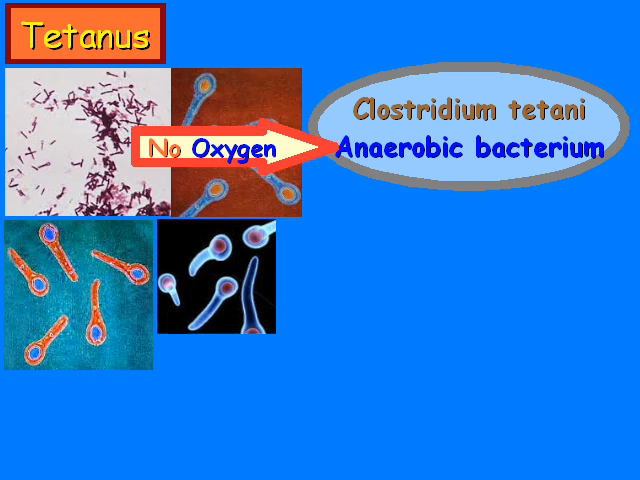 Tetanus
Clostridium tetani
No Oxygen
Anaerobic bacterium